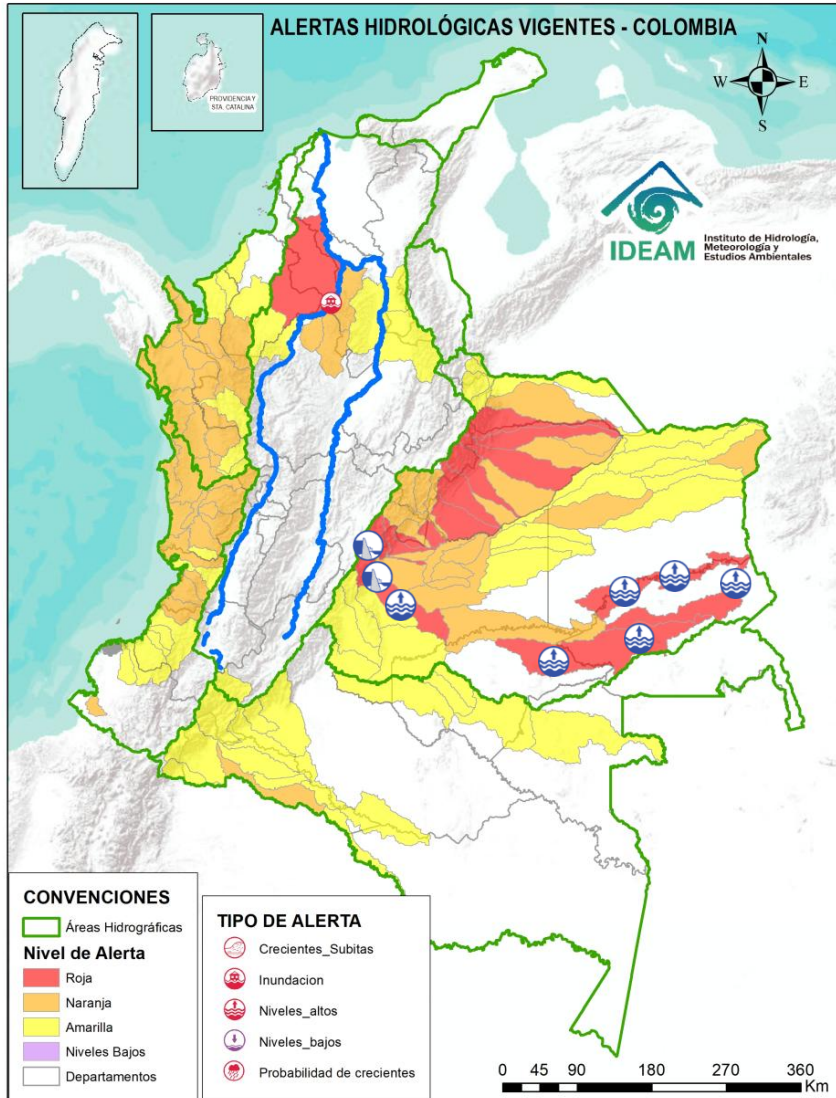 ALERTAS HIDROLÓGICAS VIGENTES - COLOMBIA
PROVIDENCIA Y
STA. CATALINA
N
W
E
S
IDEAM
Instituto de Hidrología,
Meteorología y
Estudios Ambientales
CONVENCIONES
Áreas Hidrográficas
Nivel de Alerta
Roja
Naranja
Amarilla
Niveles Bajos
Departamentos
TIPO DE ALERTA
Crecientes_Subitas
Inundacion
Niveles_altos
Niveles_bajos
Probabilidad de crecientes
0 45 90 180 270 360
Km